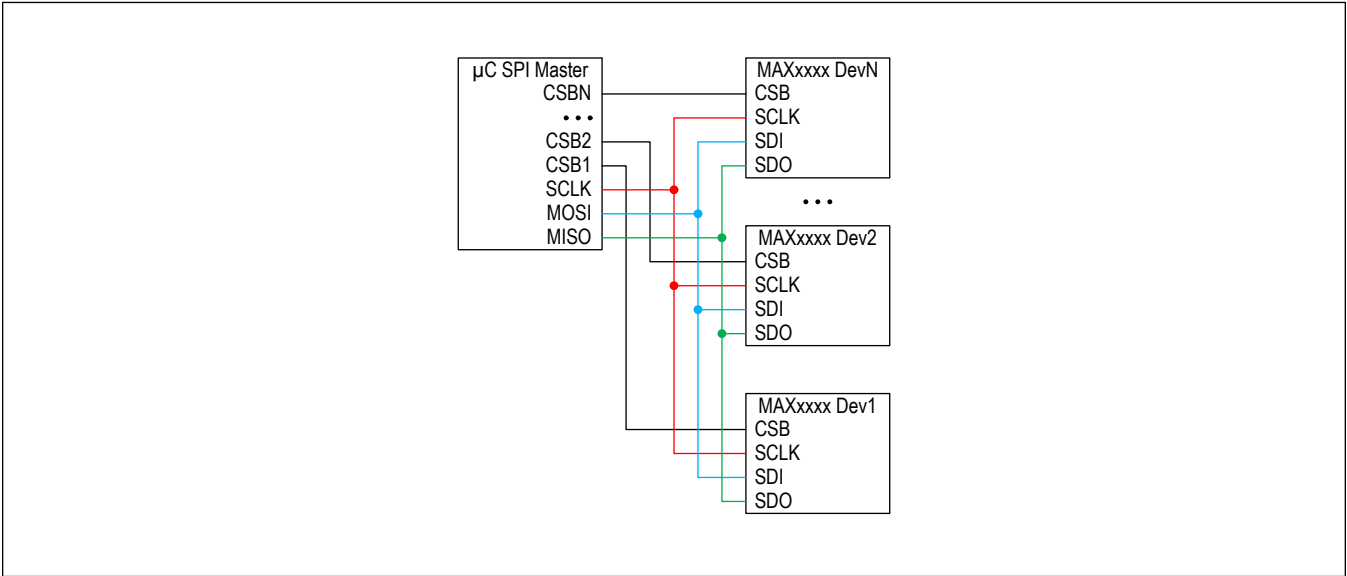 µC SPI Master
CSBN
•••
CSB2
CSB1
SCLK
MOSI
MISO
MAXxxxx DevN
CSB
SCLK
SDI
SDO
•••
MAXxxxx Dev2
CSB
SCLK
SDI
SDO
MAXxxxx Dev1
CSB
SCLK
SDI
SDO